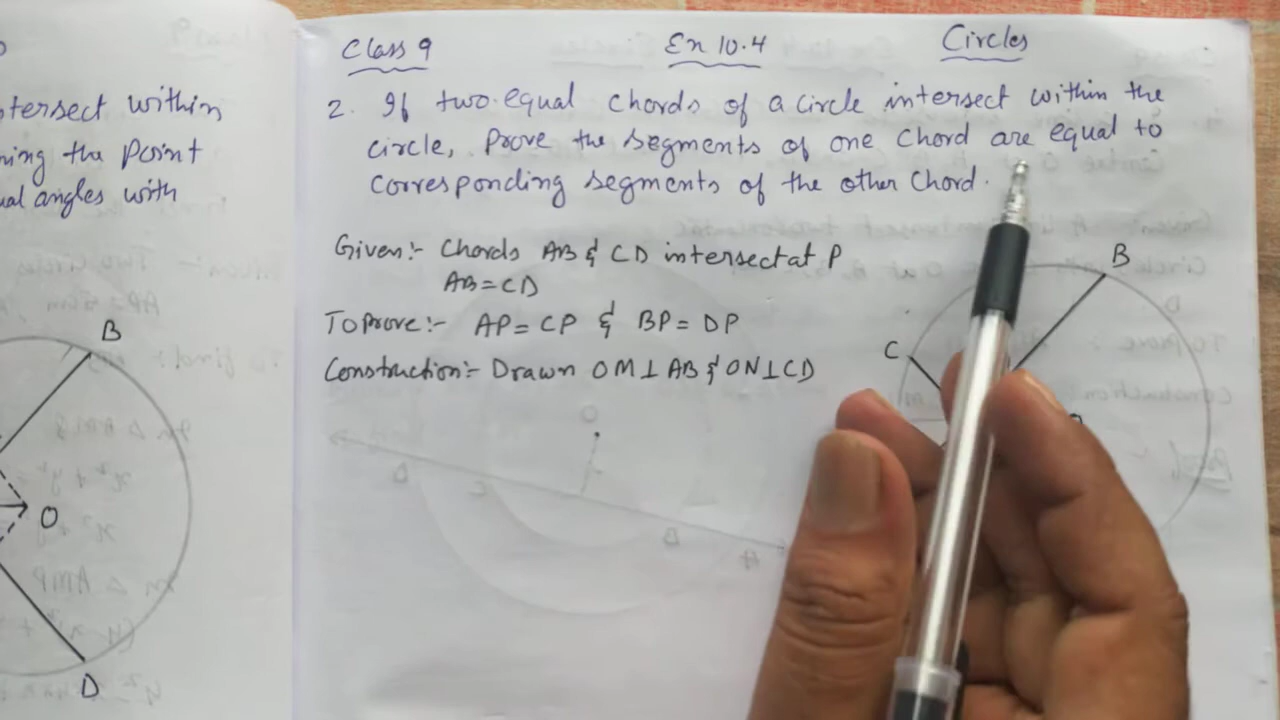 tersect within
the Point
al angles with
B
O
D
Class 9
Ex 10.4
Circles
2. If two equal chords of a circle intersect within the
circle, prove the segments of one chord are equal to
corresponding segments of the other chord.
Given:- Chords AB & CD intersect at P
AB = CD
To Prove:- AP = CP & BP = DP
Construction:- Drawn OM ⊥ AB & ON ⊥ CD
B
C